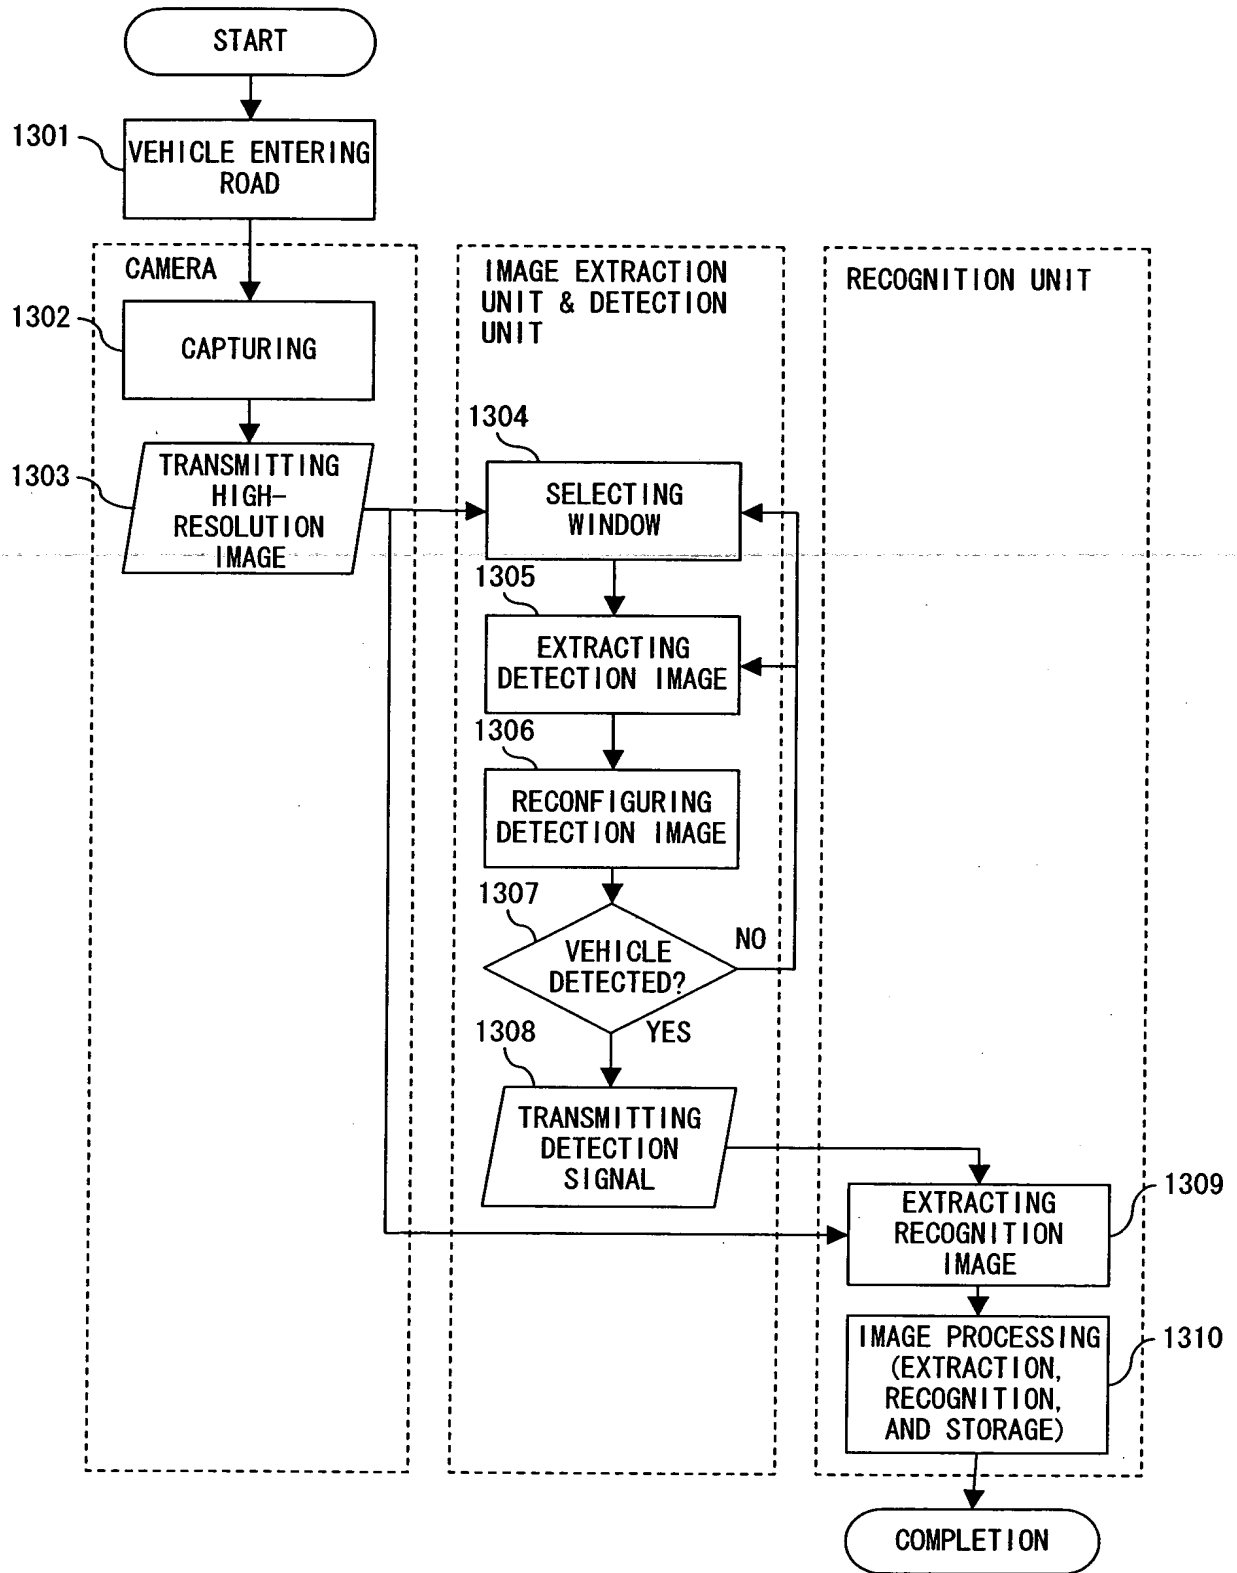 START
1301
VEHICLE ENTERING
ROAD
CAMERA
1302
CAPTURING
1303
TRANSMITTING
HIGH-
RESOLUTION
IMAGE
IMAGE EXTRACTION
UNIT & DETECTION
UNIT
1304
SELECTING
WINDOW
1305
EXTRACTING
DETECTION IMAGE
1306
RECONFIGURING
DETECTION IMAGE
1307
VEHICLE
DETECTED?
NO
YES
1308
TRANSMITTING
DETECTION
SIGNAL
RECOGNITION UNIT
1309
EXTRACTING
RECOGNITION
IMAGE
1310
IMAGE PROCESSING
(EXTRACTION,
RECOGNITION,
AND STORAGE)
COMPLETION